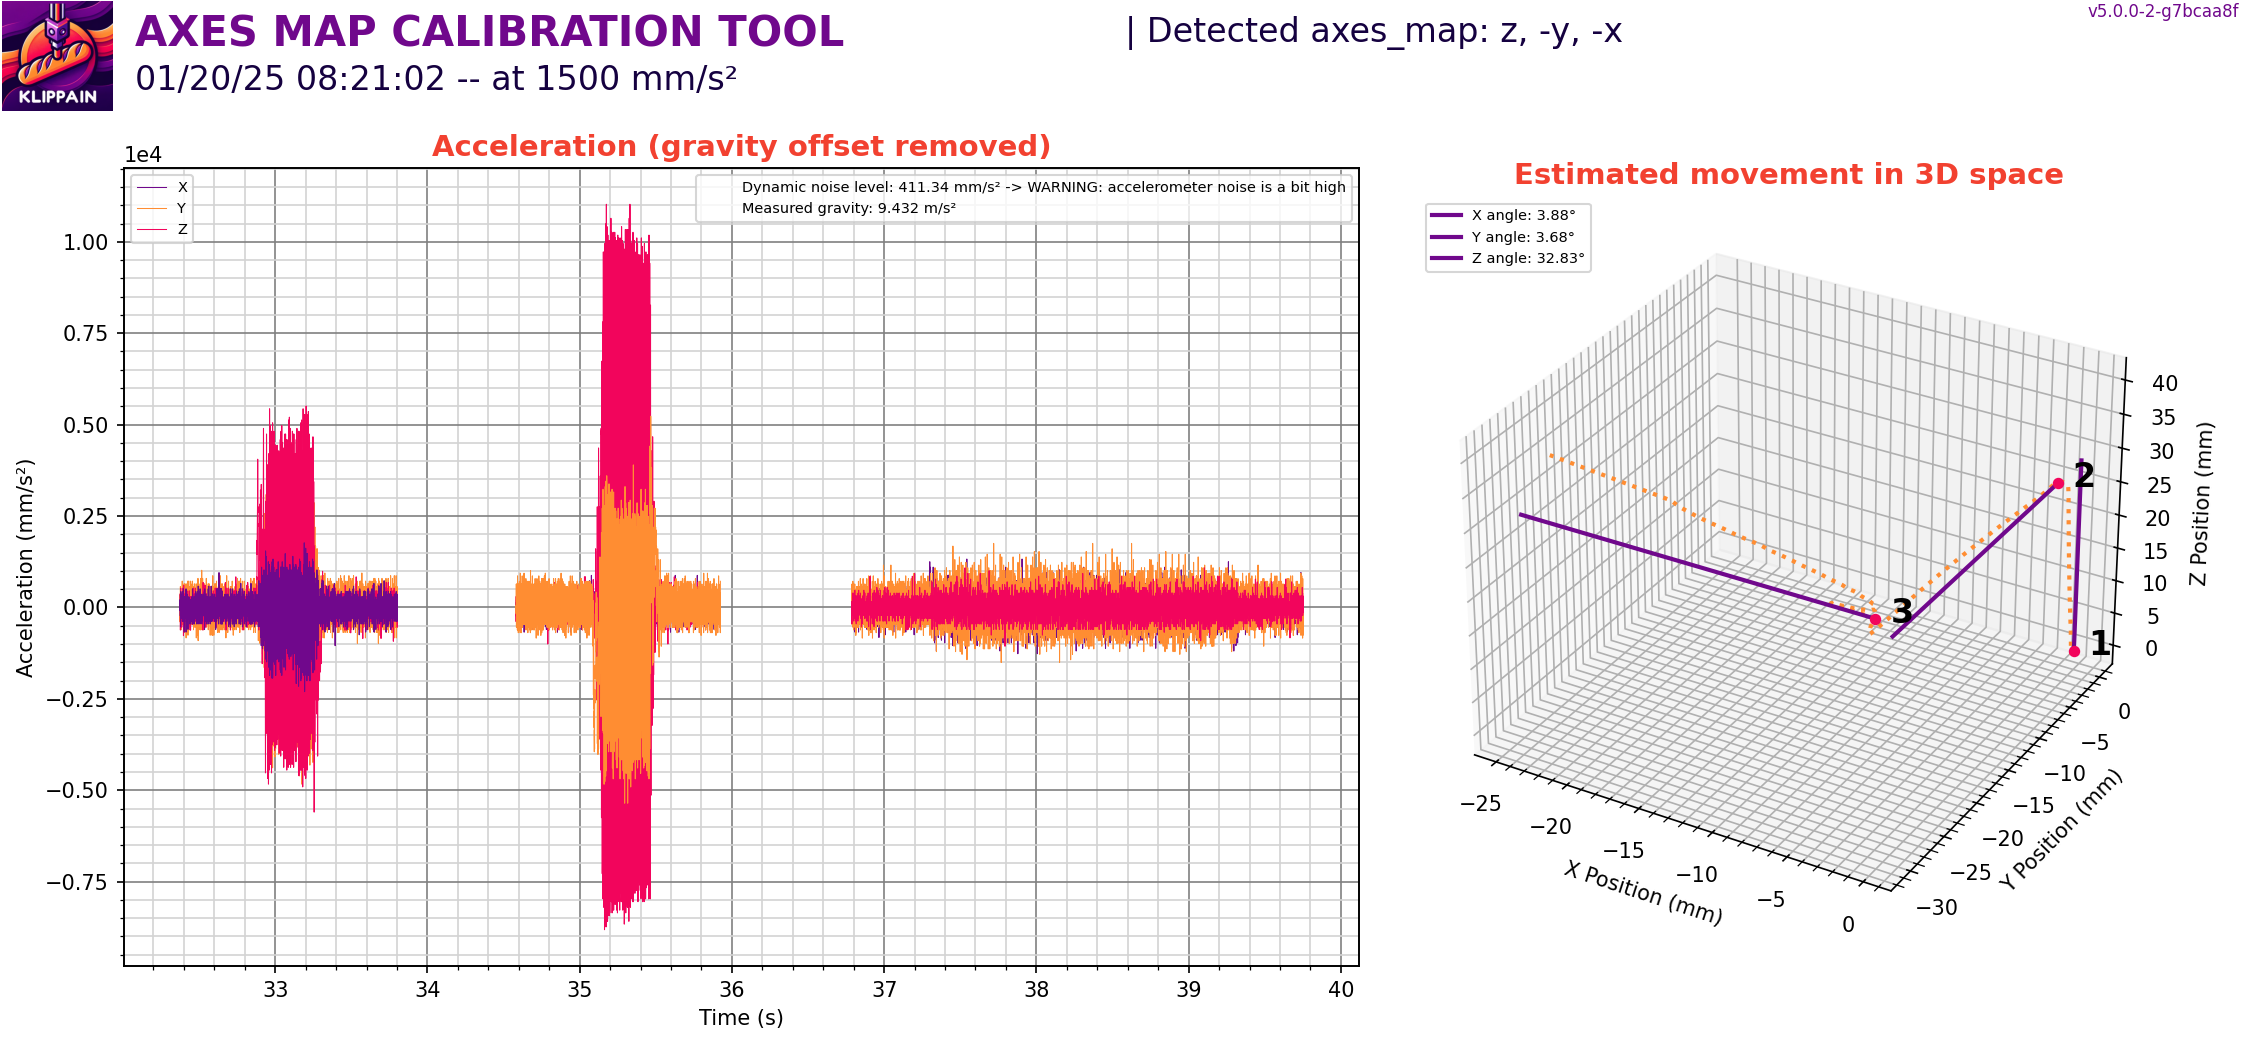 AXES MAP CALIBRATION TOOL
| Detected axes_map: z, -y, -x
v5.0.0-2-g7bcaa8f
01/20/25 08:21:02 -- at 1500 mm/s²
KLIPPAIN
Acceleration (gravity offset removed)
1e4
X
Y
Z
Dynamic noise level: 411.34 mm/s² -> WARNING: accelerometer noise is a bit high
Measured gravity: 9.432 m/s²
1.00
0.75
0.50
0.25
0.00
−0.25
−0.50
−0.75
Acceleration (mm/s²)
33 34 35 36 37 38 39 40
Time (s)
Estimated movement in 3D space
X angle: 3.88°
Y angle: 3.68°
Z angle: 32.83°
2
3
1
40
35
30
25
20
15
10
5
0
Z Position (mm)
0
−5
−10
−15
−20
−25
−30
Y Position (mm)
−25
−20
−15
−10
−5
0
X Position (mm)